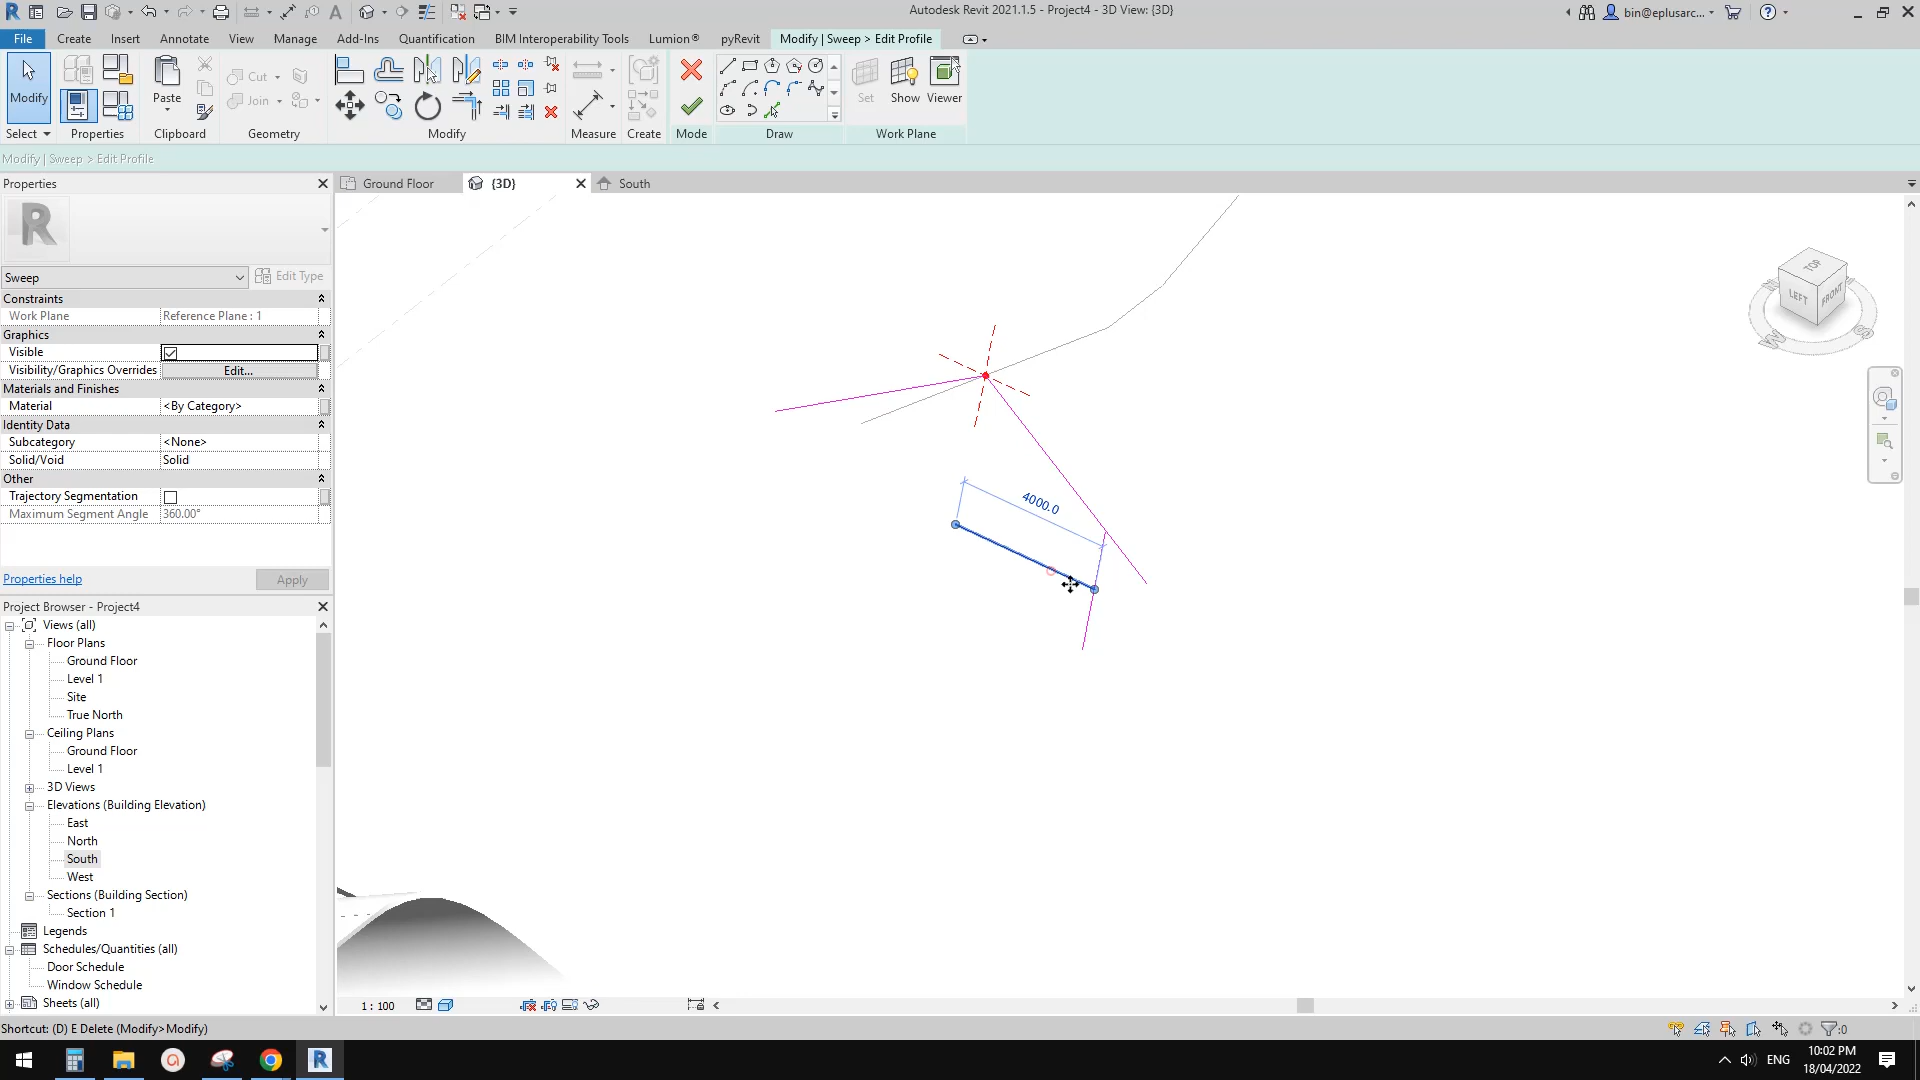 Autodesk Revit 2021.1.5 - Project4 - 3D View: {3D}
bin@eplusarc...
File Create Insert Annotate View Manage Add-Ins Quantification BIM Interoperability Tools Lumion® pyRevit Modify | Sweep > Edit Profile
Modify
Paste
Cut
Join
Set Show Viewer
Select Properties Clipboard Geometry Modify Measure Create Mode Draw Work Plane
Modify | Sweep > Edit Profile
Properties
Ground Floor {3D} South
R
Sweep Edit Type
Constraints
Work Plane Reference Plane : 1
Graphics
Visible
Visibility/Graphics Overrides Edit...
Materials and Finishes
Material <By Category>
Identity Data
Subcategory <None>
Solid/Void Solid
Other
Trajectory Segmentation
Maximum Segment Angle 360.00°
Properties help Apply
Project Browser - Project4
Views (all)
Floor Plans
Ground Floor
Level 1
Site
True North
Ceiling Plans
Ground Floor
Level 1
3D Views
Elevations (Building Elevation)
East
North
South
West
Sections (Building Section)
Section 1
Legends
Schedules/Quantities (all)
Door Schedule
Window Schedule
Sheets (all)
4000.0
TOP
LEFT FRONT
W S
1 : 100
Shortcut: (D) E Delete (Modify>Modify)
:0
ENG
10:02 PM
18/04/2022